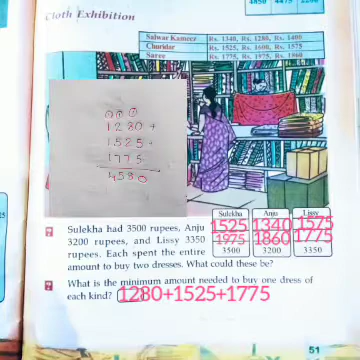 4850 4475 2200
Cloth Exhibition
Salwar Kameez Rs. 1340, Rs. 1280, Rs. 1400
Churidar Rs. 1525, Rs. 1600, Rs. 1575
Saree Rs. 1775, Rs. 1975, Rs. 1860
1280 +
1525 +
1775
4580
Sulekha Anju Lissy
1525 1340 1575
1975 1860 1775
3500 3200 3350
Sulekha had 3500 rupees, Anju
3200 rupees, and Lissy 3350
rupees. Each spent the entire
amount to buy two dresses. What could these be?
What is the minimum amount needed to buy one dress of
each kind? 1280+1525+1775
51